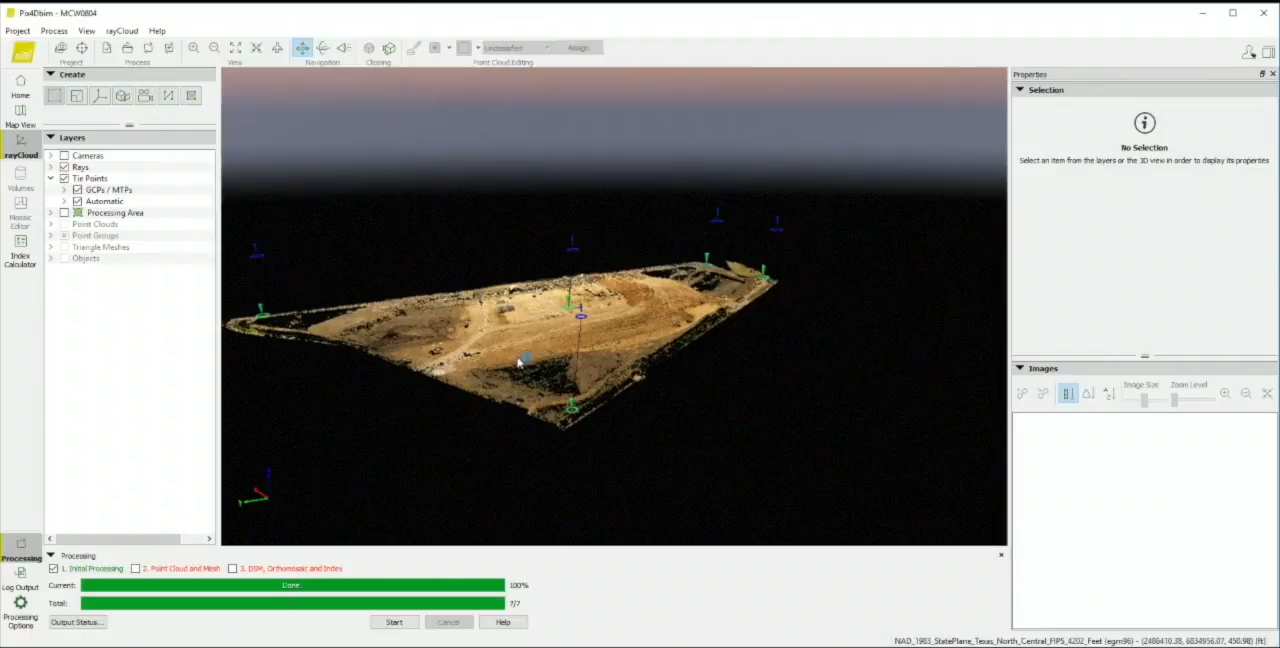 Pix4Dbim - MCW0804
Project Process View rayCloud Help
Project Process View Navigation Clipping Point Cloud Editing
Unclassified Assign
Create
Home
Map View
rayCloud
Volumes
Mosaic
Editor
Index
Calculator
Layers
Cameras
Rays
Tie Points
GCPs / MTPs
Automatic
Processing Area
Point Clouds
Point Groups
Triangle Meshes
Objects
Properties
Selection
No Selection
Select an item from the layers or the 3D view in order to display its properties
Images
Image Size Zoom Level
Processing
Log Output
Processing
Options
Processing
1. Initial Processing 2. Point Cloud and Mesh 3. DSM, Orthomosaic and Index
Current: Done. 100%
Total: 7/7
Output Status... Start Cancel Help
NAD_1983_StatePlane_Texas_North_Central_FIPS_4202_Feet (egm96) - (2486410.38, 6834956.07, 450.98) [ft]